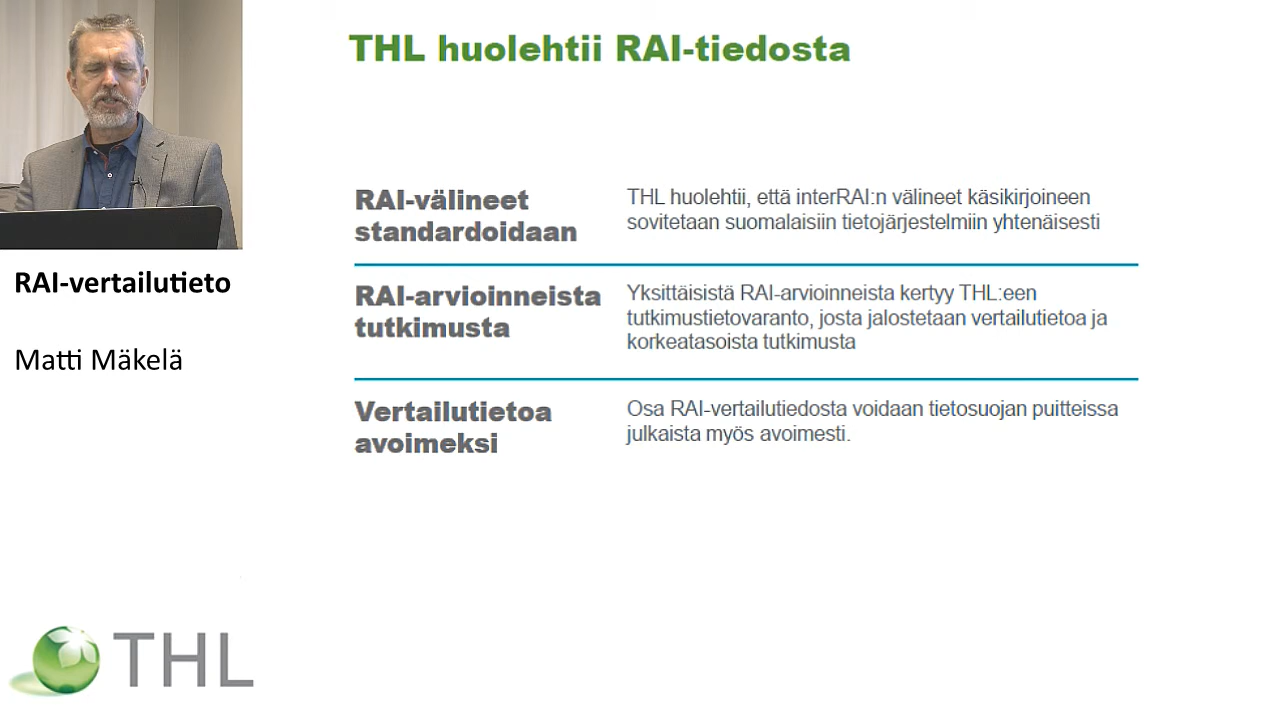 THL huolehtii RAI-tiedosta
RAI-välineet
standardoidaan
THL huolehtii, että interRAI:n välineet käsikirjoineen
sovitetaan suomalaisiin tietojärjestelmiin yhtenäisesti
RAI-arvioinneista
tutkimusta
Yksittäisistä RAI-arvioinneista kertyy THL:een
tutkimustietovaranto, josta jalostetaan vertailutietoa ja
korkeatasoista tutkimusta
Vertailutietoa
avoimeksi
Osa RAI-vertailutiedosta voidaan tietosuojan puitteissa
julkaista myös avoimesti.
RAI-vertailutieto
Matti Mäkelä
THL